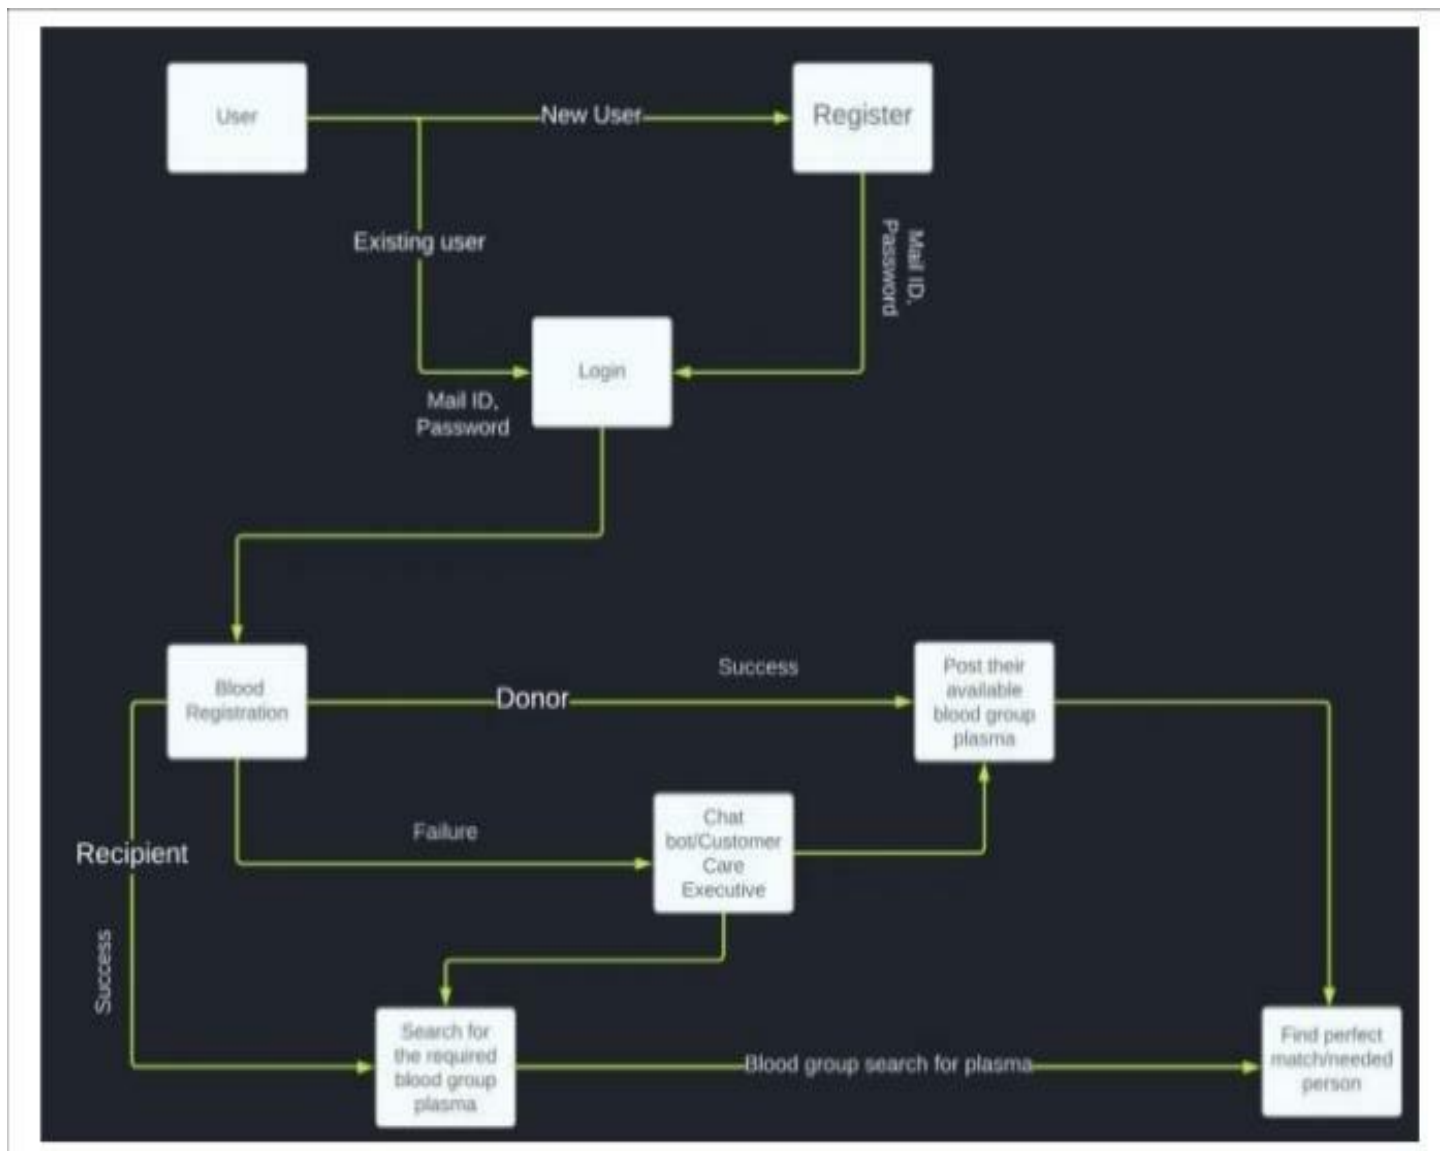 User
New User
Register
Existing user
Mail ID,
Password
Login
Mail ID,
Password
Blood
Registration
Donor
Success
Post their
available
blood group
plasma
Failure
Chat
bot/Customer
Care
Executive
Recipient
Success
Search for
the required
blood group
plasma
Blood group search for plasma
Find perfect
match/needed
person